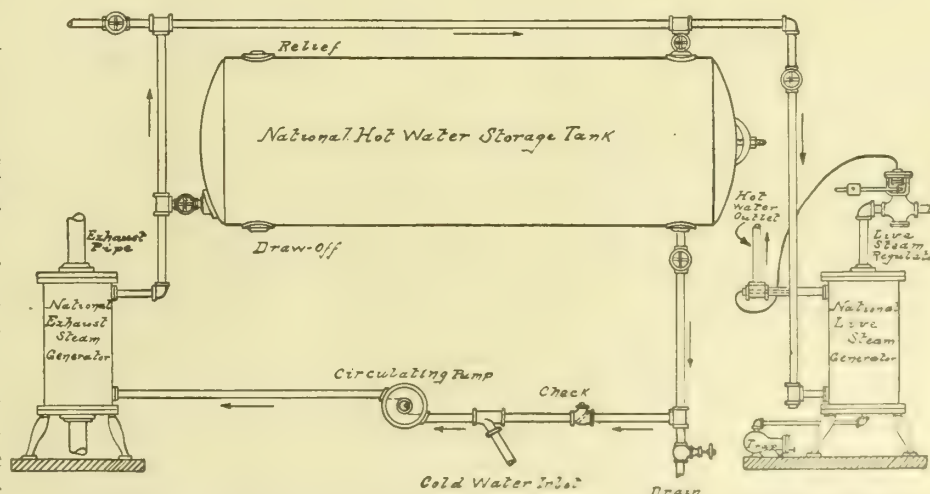 Relief
National Hot Water Storage Tank
Hot
Water
Outlet
Exhaust
Pipe
Draw-Off
Live
Steam
National
Exhaust
Steam
Generator
National
Live
Steam
Generator
Circulating Pump
Check
Trap
Cold Water Inlet
Drain